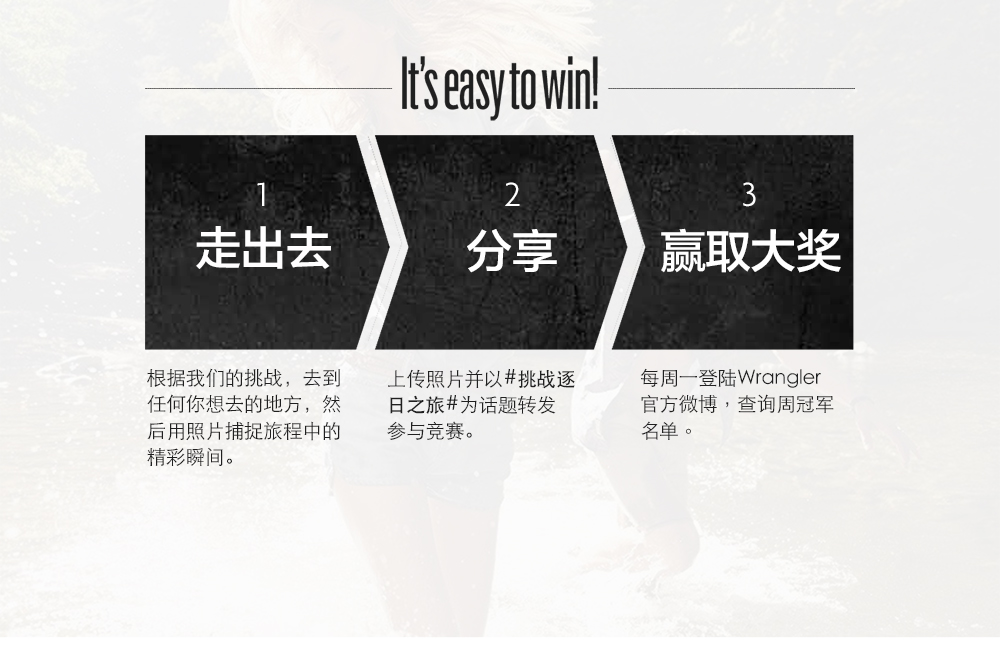 It's easy to win!
1
走出去
根据我们的挑战，去到
任何你想去的地方，然
后用照片捕捉旅程中的
精彩瞬间。
2
分享
上传照片并以#挑战逐
日之旅#为话题转发
参与竞赛。
3
赢取大奖
每周一登陆Wrangler
官方微博，查询周冠军
名单。